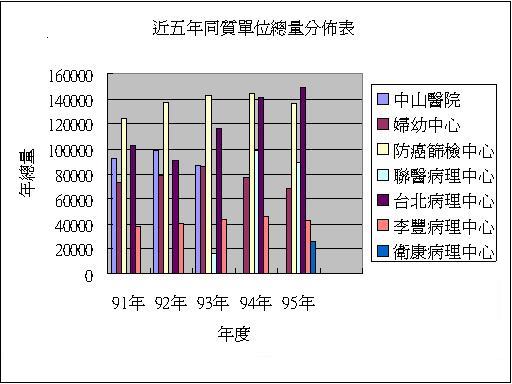 近五年同質單位總量分佈表
160000
140000
120000
100000
80000
60000
40000
20000
0
年總量
91年 92年 93年 94年 95年
年度
中山醫院
婦幼中心
防癌篩檢中心
聯醫病理中心
台北病理中心
李豐病理中心
衛康病理中心